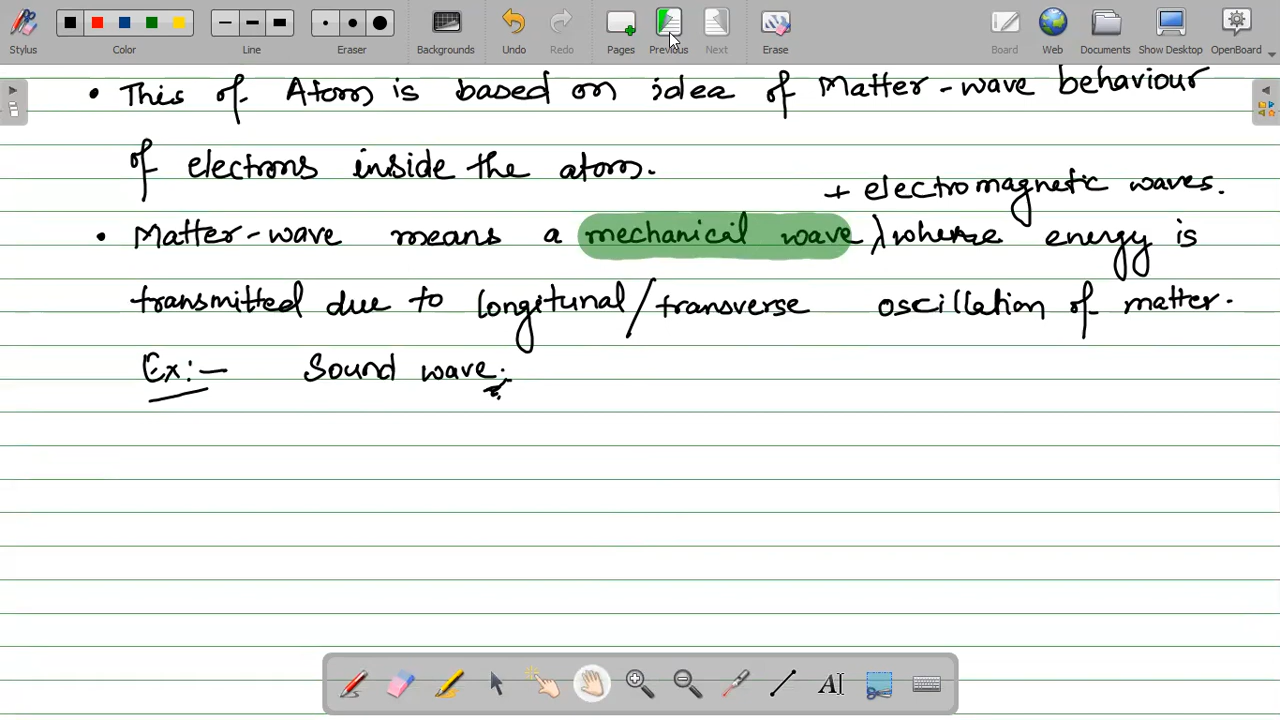 Stylus Color Line Eraser Backgrounds Undo Redo Pages Previous Next Erase Board Web Documents Show Desktop OpenBoard
• This of Atom is based on idea of Matter-wave behaviour
of electrons inside the atom.
+ electromagnetic waves.
• Matter-wave means a mechanical wave where energy is
transmitted due to longitunal/transverse oscillation of matter.
Ex:- Sound wave.